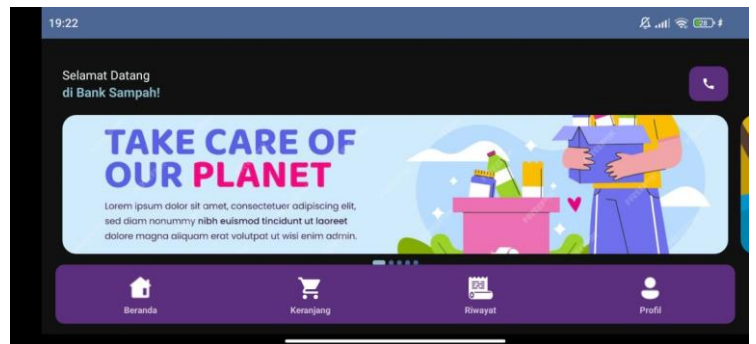 19:22
28
Selamat Datang
di Bank Sampah!
TAKE CARE OF
OUR PLANET
Lorem ipsum dolor sit amet, consectetuer adipiscing elit,
sed diam nonummy nibh euismod tincidunt ut laoreet
dolore magna aliquam erat volutpat ut wisi enim admin.
Beranda
Keranjang
Riwayat
Profil